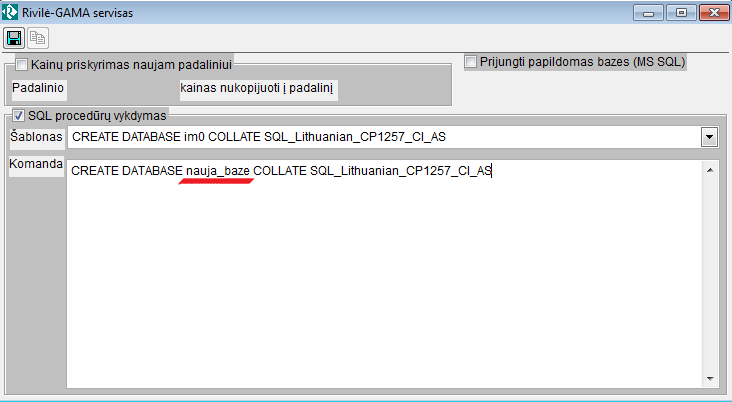 Rivilė-GAMA servisas
Kainų priskyrimas naujam padaliniui
Prijungti papildomas bazes (MS SQL)
Padalinio kainas nukopijuoti į padalinį
SQL procedūrų vykdymas
Šablonas CREATE DATABASE im0 COLLATE SQL_Lithuanian_CP1257_CI_AS
Komanda CREATE DATABASE nauja_baze COLLATE SQL_Lithuanian_CP1257_CI_AS